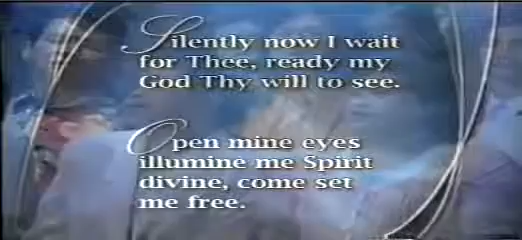 Silently now I wait
for Thee, ready my
God Thy will to see.
Open mine eyes
illumine me Spirit
divine, come set
me free.